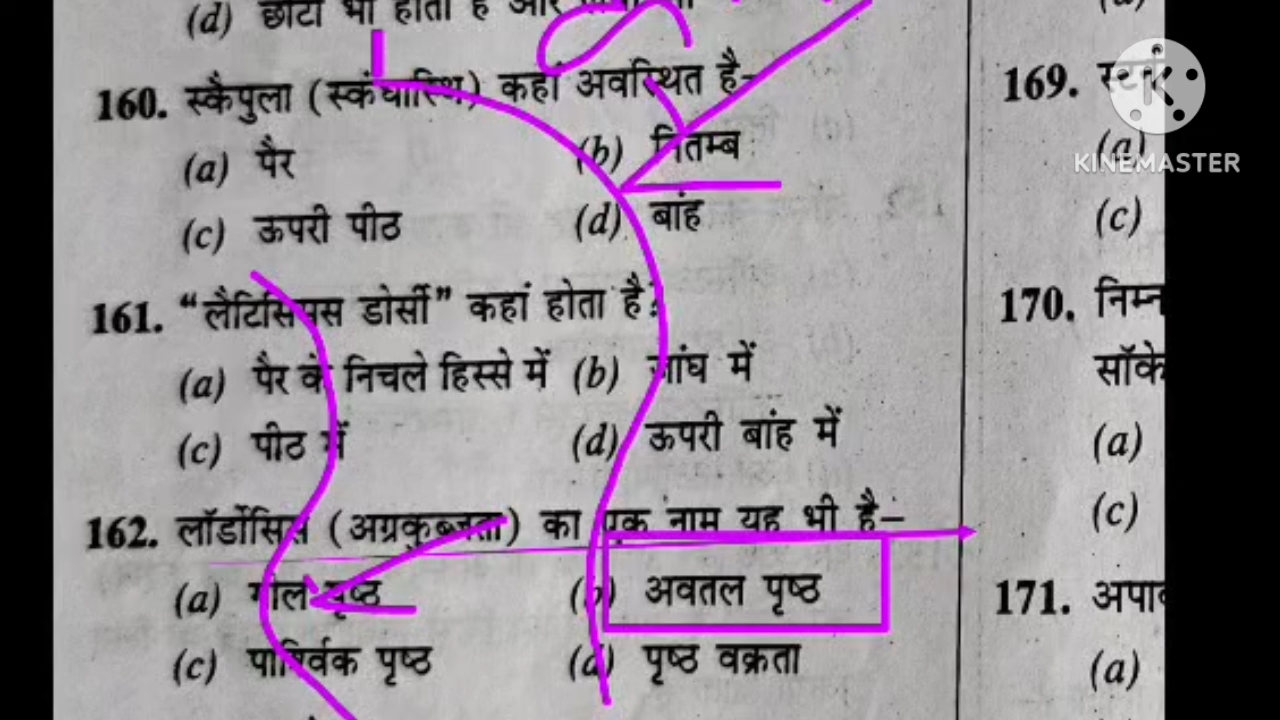 (d) छोटा भी होता है और
160. स्कैपुला (स्कंधास्थि) कहां अवस्थित है-
(a) पैर (b) नितम्ब
(c) ऊपरी पीठ (d) बांह
161. “लैटिसिमस डोर्सी” कहां होता है?
(a) पैर के निचले हिस्से में (b) जांघ में
(c) पीठ में (d) ऊपरी बांह में
162. लॉर्डोसिस (अग्रकुब्जता) का एक नाम यह भी है–
(a) गोल पृष्ठ (b) अवतल पृष्ठ
(c) पार्श्विक पृष्ठ (d) पृष्ठ वक्रता
169.
(a)
(c)
170. निम्न
सॉके
(a)
(c)
171.
(a)
KINEMASTER